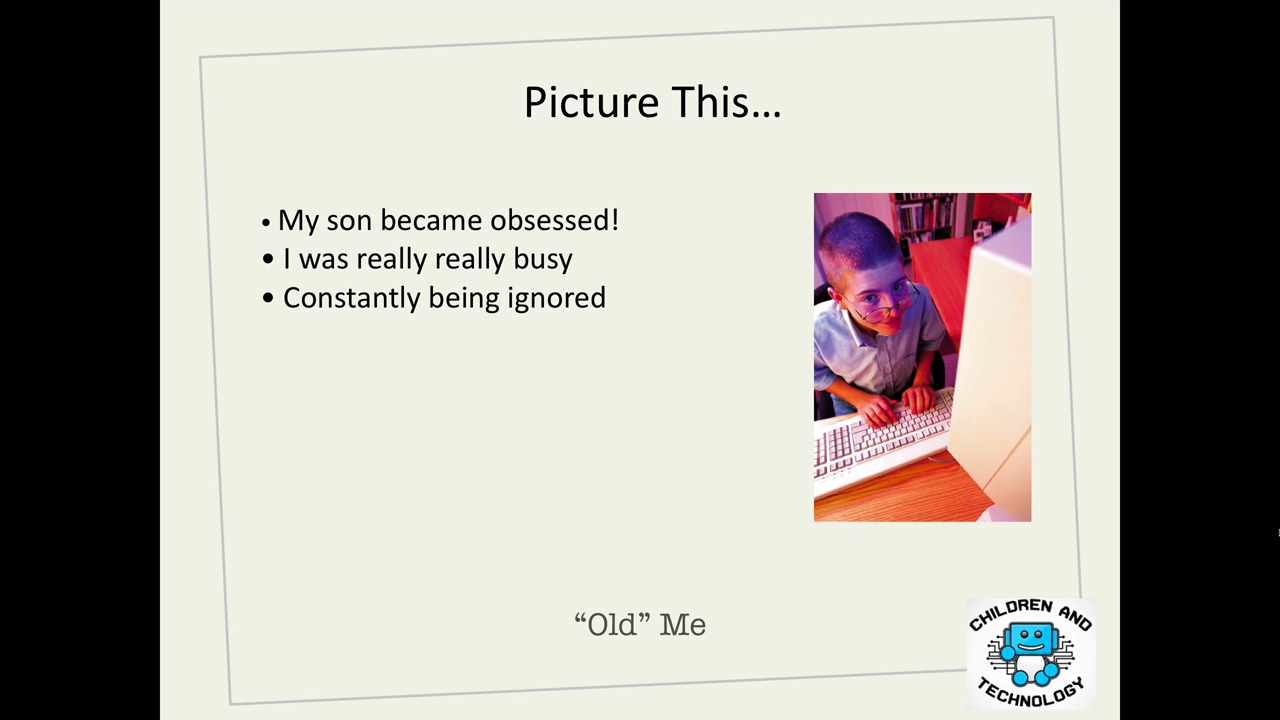 Picture This...
• My son became obsessed!
• I was really really busy
• Constantly being ignored
“Old” Me
CHILDREN AND
TECHNOLOGY